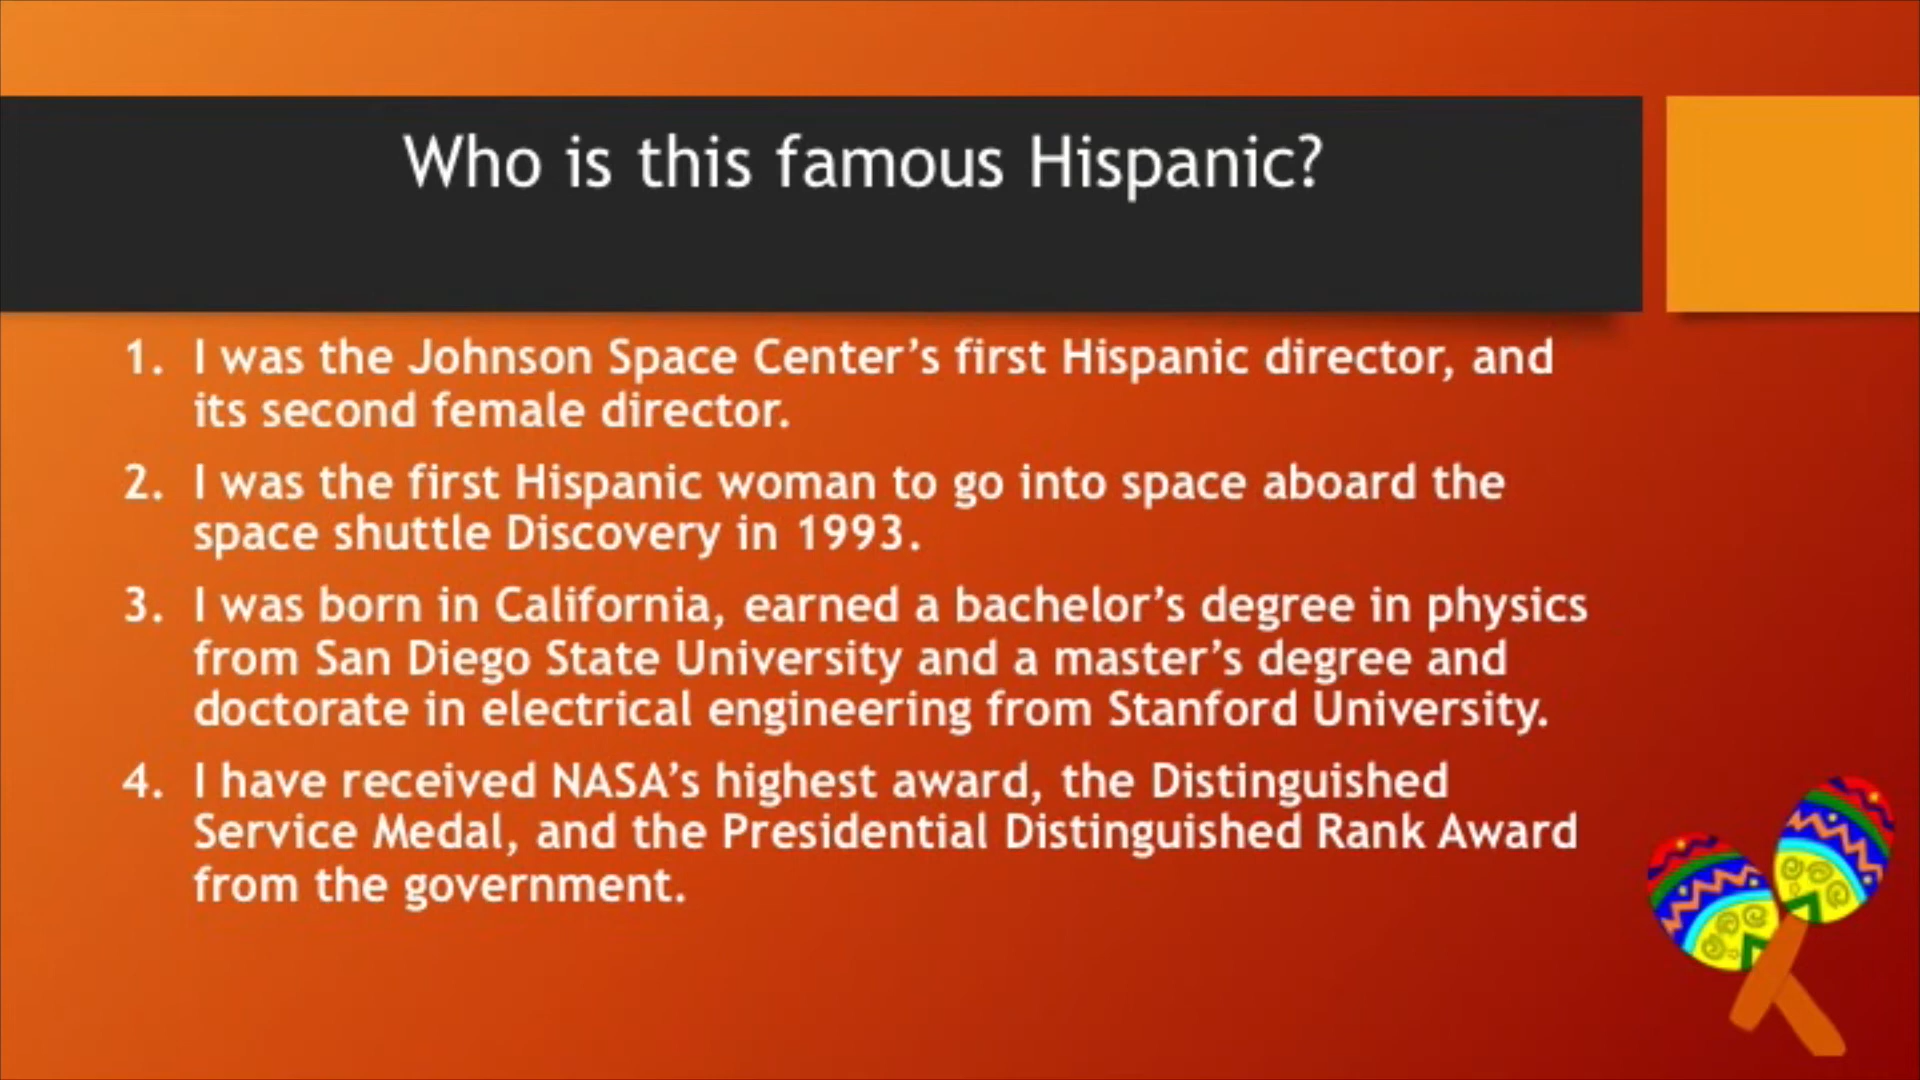 Who is this famous Hispanic?
1. I was the Johnson Space Center’s first Hispanic director, and
its second female director.
2. I was the first Hispanic woman to go into space aboard the
space shuttle Discovery in 1993.
3. I was born in California, earned a bachelor’s degree in physics
from San Diego State University and a master’s degree and
doctorate in electrical engineering from Stanford University.
4. I have received NASA’s highest award, the Distinguished
Service Medal, and the Presidential Distinguished Rank Award
from the government.